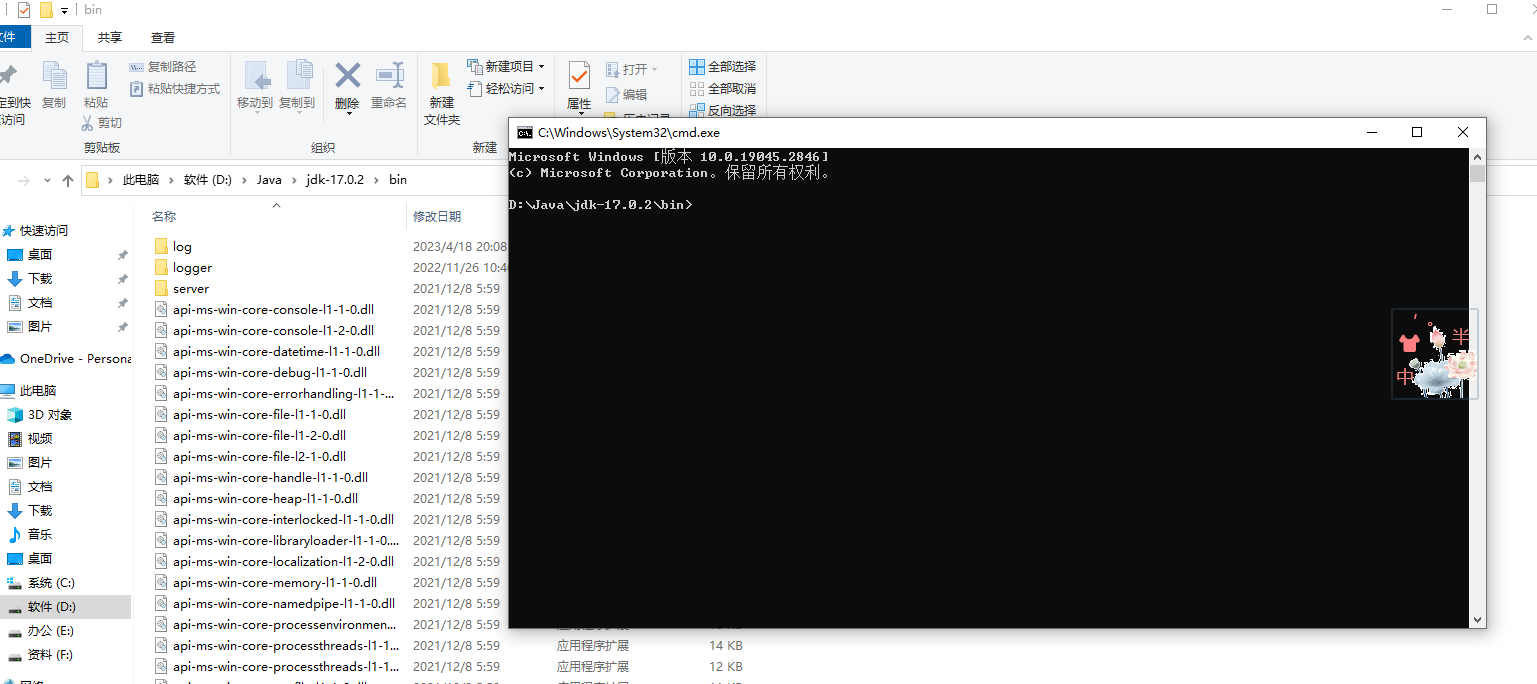 bin
文件 主页 共享 查看
复制 粘贴 复制路径 粘贴快捷方式 剪切
移动到 复制到 删除 重命名
新建文件夹 新建项目 轻松访问
属性 打开 编辑 历史记录
全部选择 全部取消 反向选择
剪贴板 组织 新建
此电脑 软件 (D:) Java jdk-17.0.2 bin
快速访问
桌面
下载
文档
图片
OneDrive - Persona
此电脑
3D 对象
视频
图片
文档
下载
音乐
桌面
系统 (C:)
软件 (D:)
办公 (E:)
资料 (F:)
名称 修改日期
log 2023/4/18 20:08
logger 2022/11/26 10:4
server 2021/12/8 5:59
api-ms-win-core-console-l1-1-0.dll 2021/12/8 5:59
api-ms-win-core-console-l1-2-0.dll 2021/12/8 5:59
api-ms-win-core-datetime-l1-1-0.dll 2021/12/8 5:59
api-ms-win-core-debug-l1-1-0.dll 2021/12/8 5:59
api-ms-win-core-errorhandling-l1-1-... 2021/12/8 5:59
api-ms-win-core-file-l1-1-0.dll 2021/12/8 5:59
api-ms-win-core-file-l1-2-0.dll 2021/12/8 5:59
api-ms-win-core-file-l2-1-0.dll 2021/12/8 5:59
api-ms-win-core-handle-l1-1-0.dll 2021/12/8 5:59
api-ms-win-core-heap-l1-1-0.dll 2021/12/8 5:59
api-ms-win-core-interlocked-l1-1-0.dll 2021/12/8 5:59
api-ms-win-core-libraryloader-l1-1-0.... 2021/12/8 5:59
api-ms-win-core-localization-l1-2-0.dll 2021/12/8 5:59
api-ms-win-core-memory-l1-1-0.dll 2021/12/8 5:59
api-ms-win-core-namedpipe-l1-1-0.dll 2021/12/8 5:59
api-ms-win-core-processenvironmen... 2021/12/8 5:59
api-ms-win-core-processthreads-l1-1... 2021/12/8 5:59 应用程序扩展 14 KB
api-ms-win-core-processthreads-l1-1... 2021/12/8 5:59 应用程序扩展 12 KB
C:\Windows\System32\cmd.exe
Microsoft Windows [版本 10.0.19045.2846]
(c) Microsoft Corporation。保留所有权利。
D:\Java\jdk-17.0.2\bin>
半
中